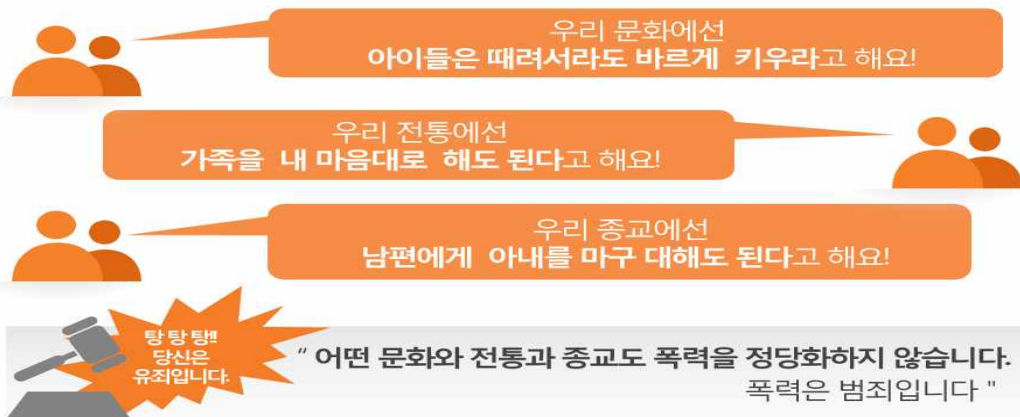 우리 문화에선
아이들은 때려서라도 바르게 키우라고 해요!
우리 전통에선
가족을 내 마음대로 해도 된다고 해요!
우리 종교에선
남편에게 아내를 마구 대해도 된다고 해요!
탕 탕 탕!!
당신은
유죄입니다.
“ 어떤 문화와 전통과 종교도 폭력을 정당화하지 않습니다.
폭력은 범죄입니다 "